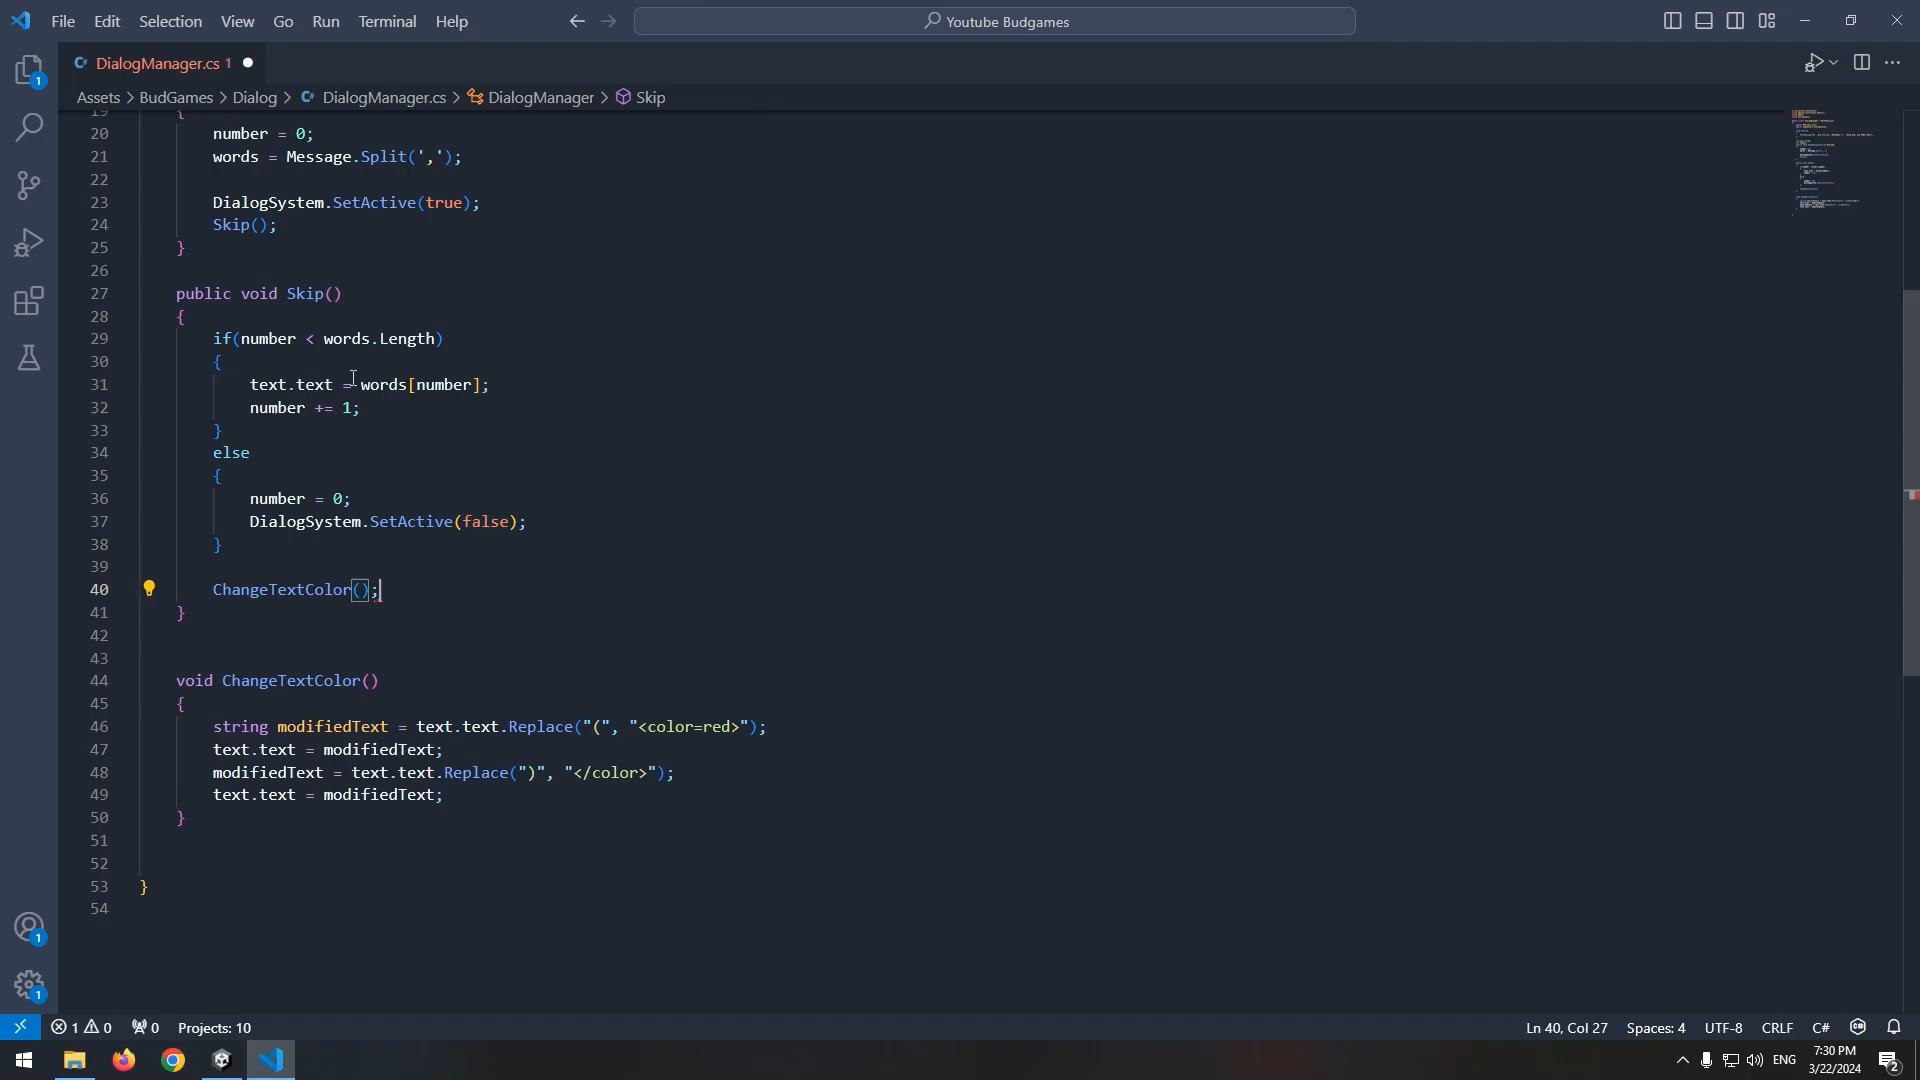 File Edit Selection View Go Run Terminal Help
Youtube Budgames
DialogManager.cs 1
Assets > BudGames > Dialog > DialogManager.cs > DialogManager > Skip
19 {
20 number = 0;
21 words = Message.Split(',');
22
23 DialogSystem.SetActive(true);
24 Skip();
25 }
26
27 public void Skip()
28 {
29 if(number < words.Length)
30 {
31 text.text = words[number];
32 number += 1;
33 }
34 else
35 {
36 number = 0;
37 DialogSystem.SetActive(false);
38 }
39
40 ChangeTextColor();
41 }
42
43
44 void ChangeTextColor()
45 {
46 string modifiedText = text.text.Replace("(", "<color=red>");
47 text.text = modifiedText;
48 modifiedText = text.text.Replace(")", "</color>");
49 text.text = modifiedText;
50 }
51
52
53 }
54
1
1
1
1 0 0 Projects: 10
Ln 40, Col 27 Spaces: 4 UTF-8 CRLF C#
ENG
7:30 PM
3/22/2024
2